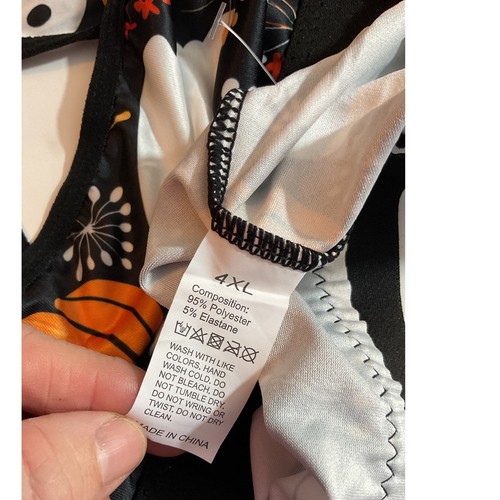 4XL
Composition:
95% Polyester
5% Elastane
WASH WITH LIKE
COLORS, HAND
WASH COLD, DO
NOT BLEACH, DO
NOT TUMBLE DRY,
DO NOT WRING OR
TWIST, DO NOT DRY
CLEAN.
MADE IN CHINA